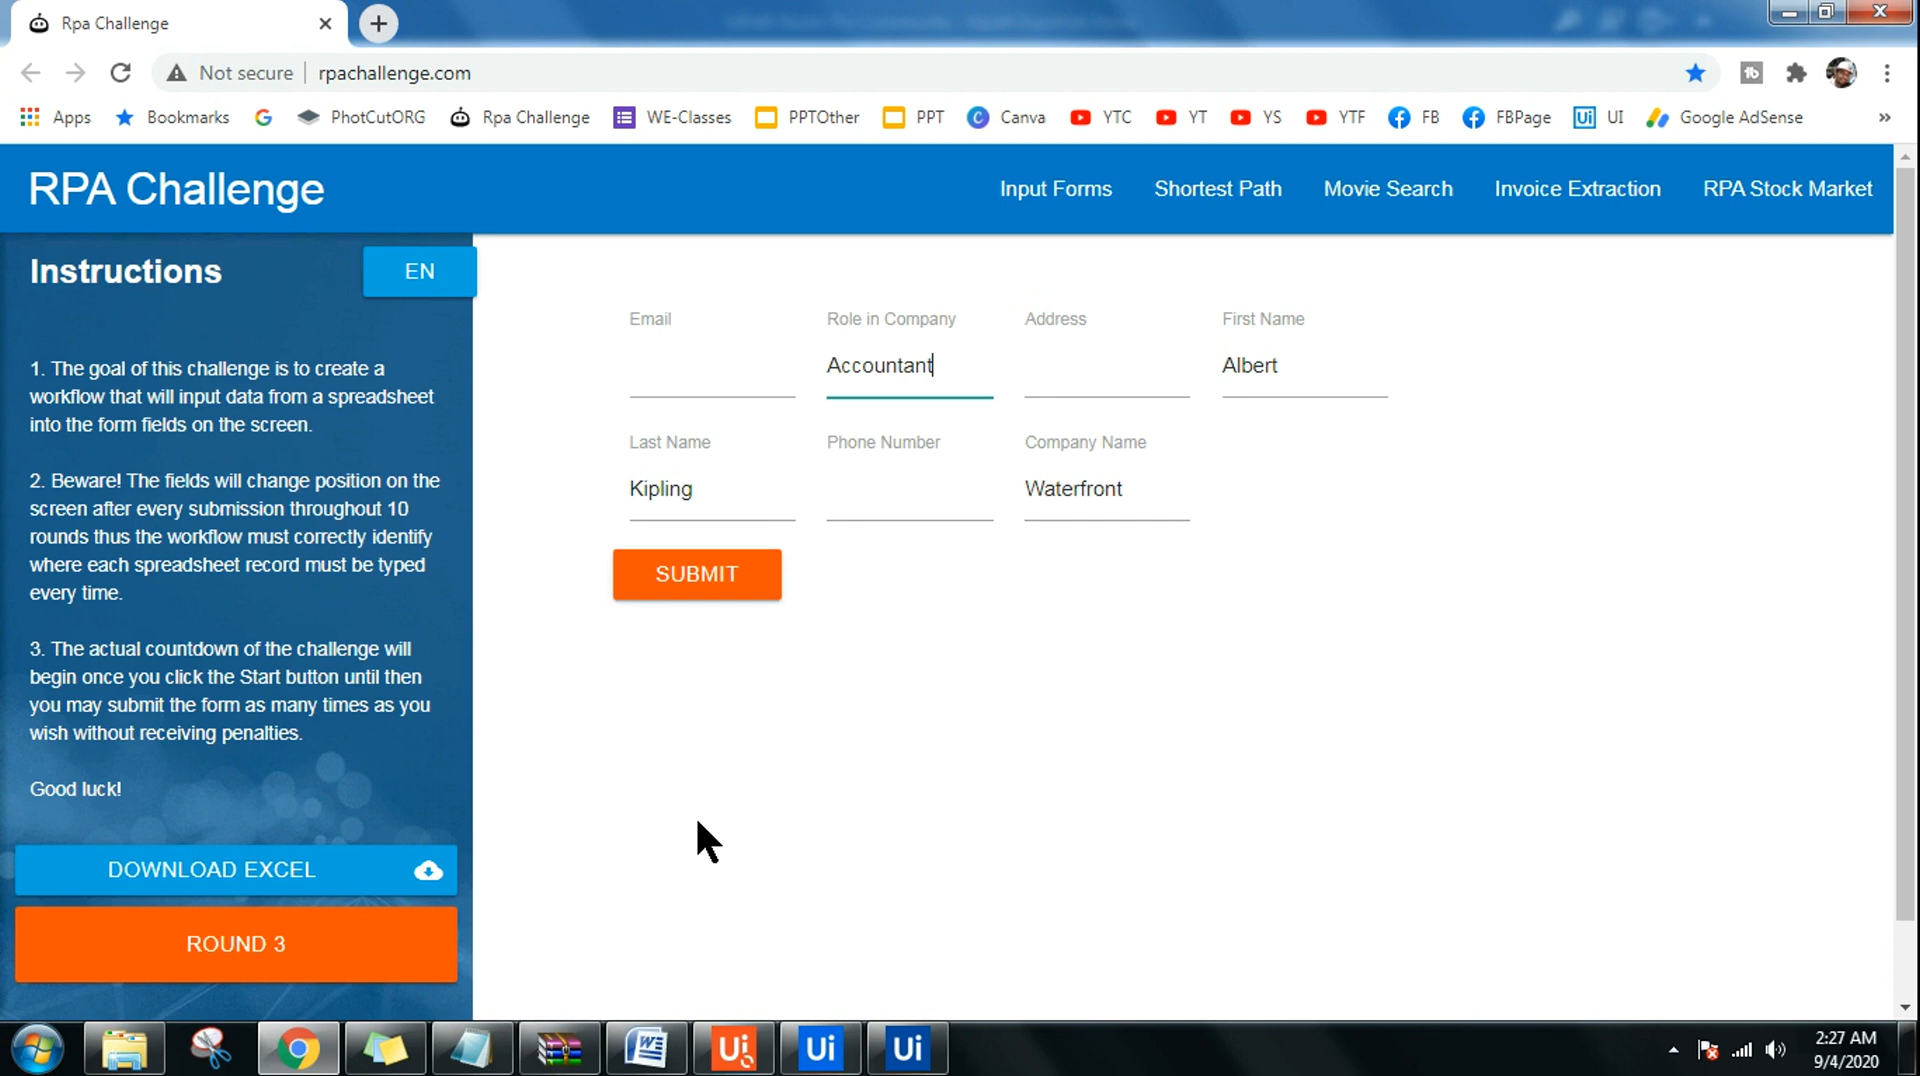 Rpa Challenge
Not secure rpachallenge.com
Apps Bookmarks PhotCutORG Rpa Challenge WE-Classes PPTOther PPT Canva YTC YT YS YTF FB FBPage UI Google AdSense »
RPA Challenge
Input Forms Shortest Path Movie Search Invoice Extraction RPA Stock Market
Instructions
EN
1. The goal of this challenge is to create a
workflow that will input data from a spreadsheet
into the form fields on the screen.
2. Beware! The fields will change position on the
screen after every submission throughout 10
rounds thus the workflow must correctly identify
where each spreadsheet record must be typed
every time.
3. The actual countdown of the challenge will
begin once you click the Start button until then
you may submit the form as many times as you
wish without receiving penalties.
Good luck!
DOWNLOAD EXCEL
ROUND 3
Email Role in Company Address First Name
Accountant Albert
Last Name Phone Number Company Name
Kipling Waterfront
SUBMIT
Ui Ui Ui
2:27 AM
9/4/2020